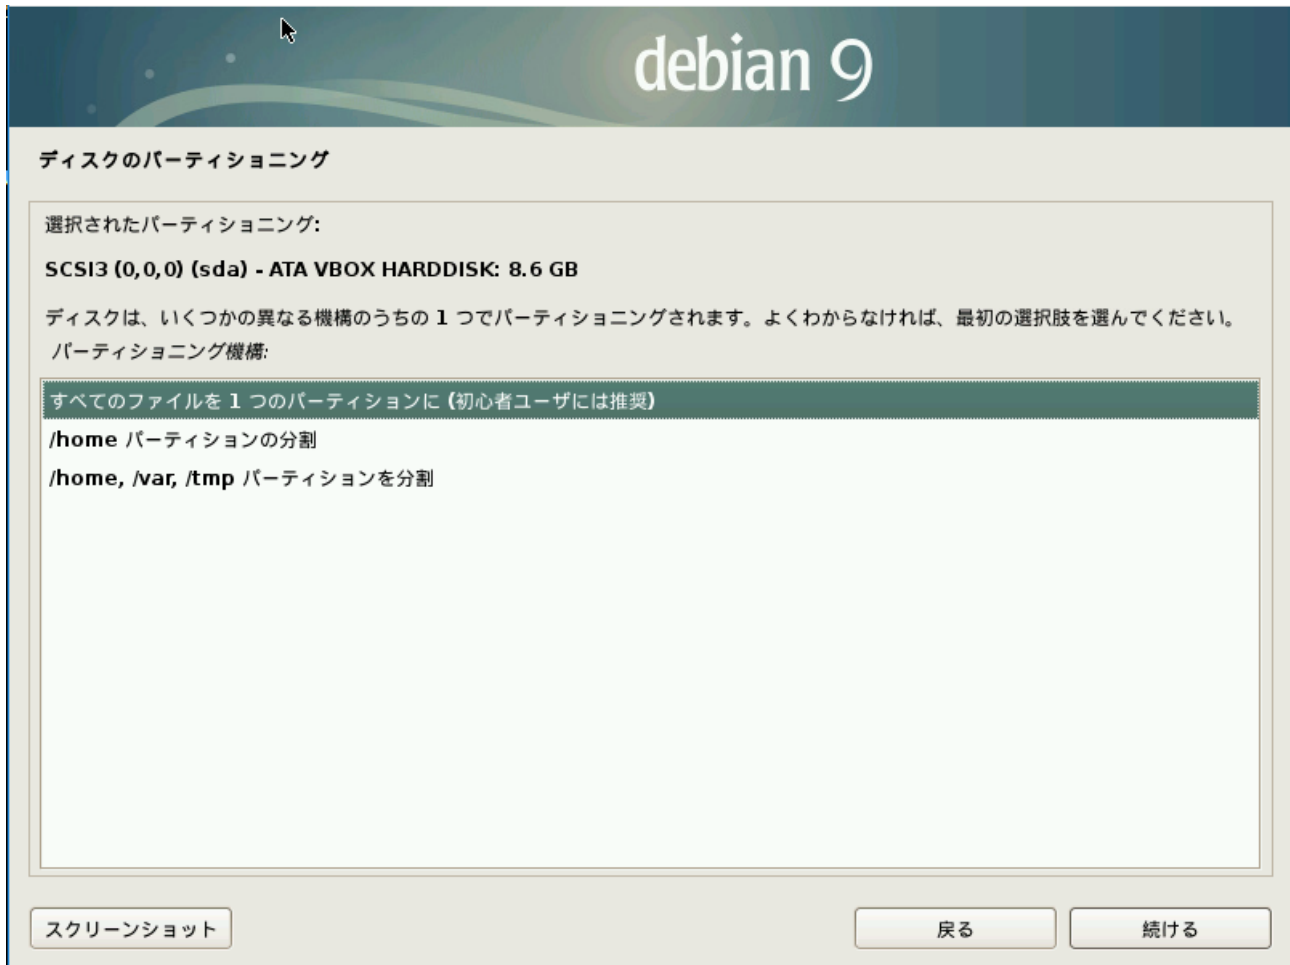 debian 9
ディスクのパーティショニング
選択されたパーティショニング:
SCSI3 (0,0,0) (sda) - ATA VBOX HARDDISK: 8.6 GB
ディスクは、いくつかの異なる機構のうちの 1 つでパーティショニングされます。よくわからなければ、最初の選択肢を選んでください。
パーティショニング機構:
すべてのファイルを 1 つのパーティションに (初心者ユーザには推奨)
/home パーティションの分割
/home, /var, /tmp パーティションを分割
スクリーンショット
戻る
続ける